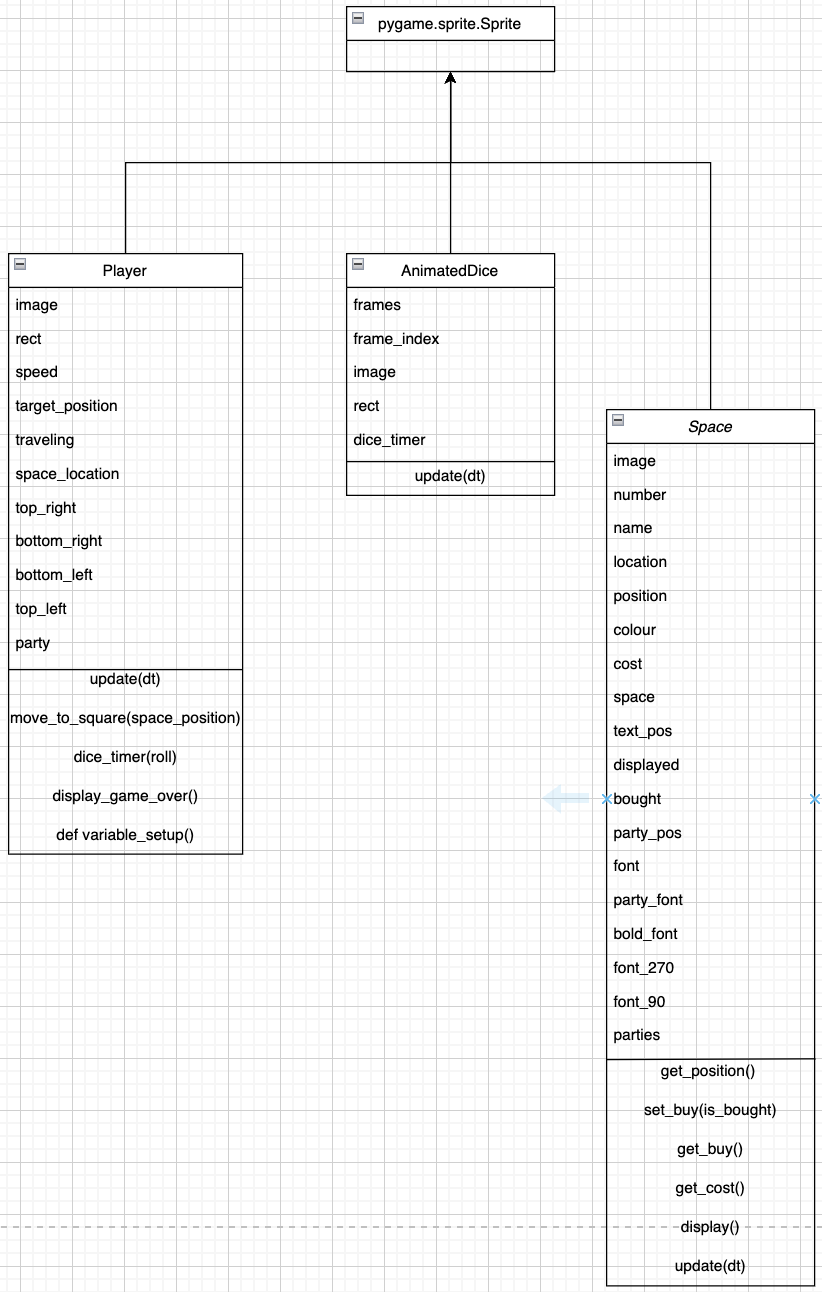 pygame.sprite.Sprite
Player
image
rect
speed
target_position
traveling
space_location
top_right
bottom_right
bottom_left
top_left
party
update(dt)
move_to_square(space_position)
dice_timer(roll)
display_game_over()
def variable_setup()
AnimatedDice
frames
frame_index
image
rect
dice_timer
update(dt)
Space
image
number
name
location
position
colour
cost
space
text_pos
displayed
bought
party_pos
font
party_font
bold_font
font_270
font_90
parties
get_position()
set_buy(is_bought)
get_buy()
get_cost()
display()
update(dt)